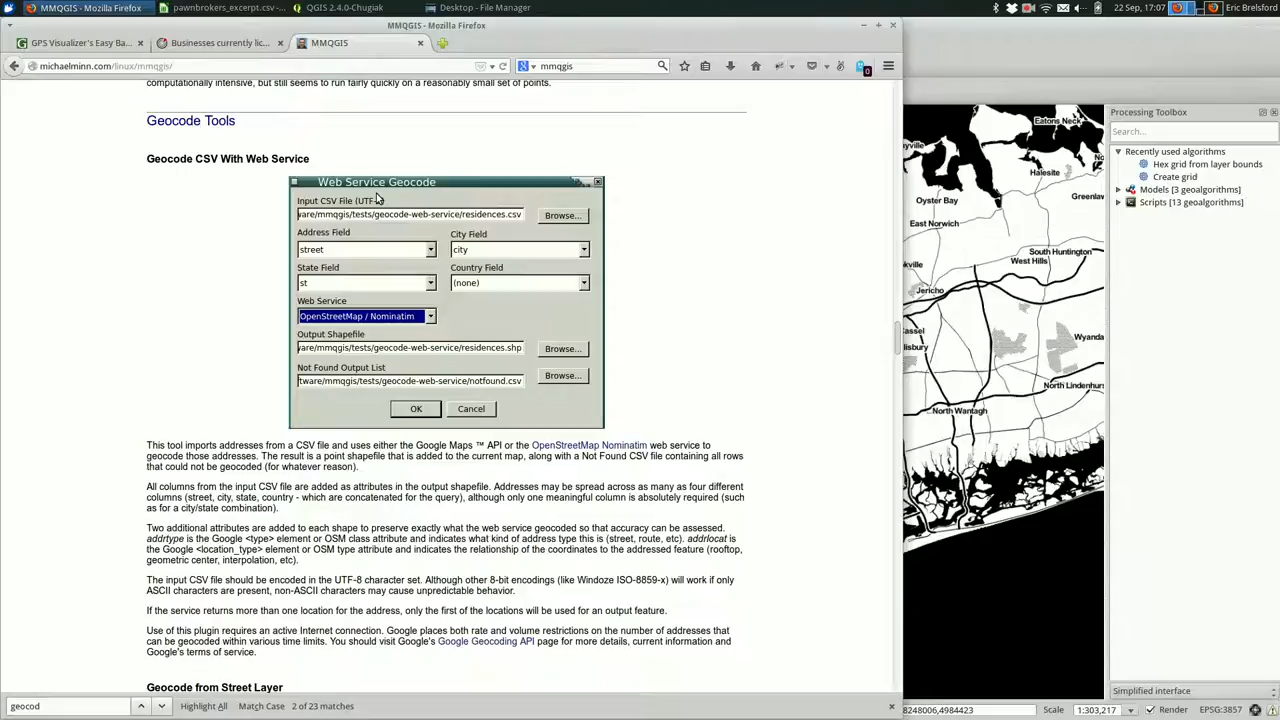 MMQGIS - Mozilla Firefox
pawnbrokers_excerpt.csv - ...
QGIS 2.4.0-Chugiak
Desktop - File Manager
22 Sep, 17:07
Eric Brelsford
MMQGIS - Mozilla Firefox
GPS Visualizer's Easy Ba...
Businesses currently lic...
MMQGIS
michaelminn.com/linux/mmqgis/
mmqgis
0
computationally intensive, but still seems to run fairly quickly on a reasonably small set of points.
Geocode Tools
Geocode CSV With Web Service
Web Service Geocode
Input CSV File (UTF-8)
vare/mmqgis/tests/geocode-web-service/residences.csv
Browse...
Address Field
City Field
street
city
State Field
Country Field
st
(none)
Web Service
OpenStreetMap / Nominatim
Output Shapefile
vare/mmqgis/tests/geocode-web-service/residences.shp
Browse...
Not Found Output List
tware/mmqgis/tests/geocode-web-service/notfound.csv
Browse...
OK
Cancel
This tool imports addresses from a CSV file and uses either the Google Maps ™ API or the OpenStreetMap Nominatim web service to
geocode those addresses. The result is a point shapefile that is added to the current map, along with a Not Found CSV file containing all rows
that could not be geocoded (for whatever reason).
All columns from the input CSV file are added as attributes in the output shapefile. Addresses may be spread across as many as four different
columns (street, city, state, country - which are concatenated for the query), although only one meaningful column is absolutely required (such
as for a city/state combination).
Two additional attributes are added to each shape to preserve exactly what the web service geocoded so that accuracy can be assessed.
addrtype is the Google <type> element or OSM class attribute and indicates what kind of address type this is (street, route, etc). addrlocat is
the Google <location_type> element or OSM type attribute and indicates the relationship of the coordinates to the addressed feature (rooftop,
geometric center, interpolation, etc).
The input CSV file should be encoded in the UTF-8 character set. Although other 8-bit encodings (like Windoze ISO-8859-x) will work if only
ASCII characters are present, non-ASCII characters may cause unpredictable behavior.
If the service returns more than one location for the address, only the first of the locations will be used for an output feature.
Use of this plugin requires an active Internet connection. Google places both rate and volume restrictions on the number of addresses that
can be geocoded within various time limits. You should visit Google's Google Geocoding API page for more details, current information and
Google's terms of service.
Geocode from Street Layer
geocod
Highlight All
Match Case
2 of 23 matches
Eatons Neck
Halesite
Oyster Bay
Greenlaw
East Norwich
South Huntington
West Hills
Jericho
Wyanda
North Lindenhurs
North Wantagh
Processing Toolbox
Search...
Recently used algorithms
Hex grid from layer bounds
Create grid
Models [3 geoalgorithms]
Scripts [13 geoalgorithms]
Simplified interface
8248006,4984423
Scale
1:303,217
Render
EPSG:3857